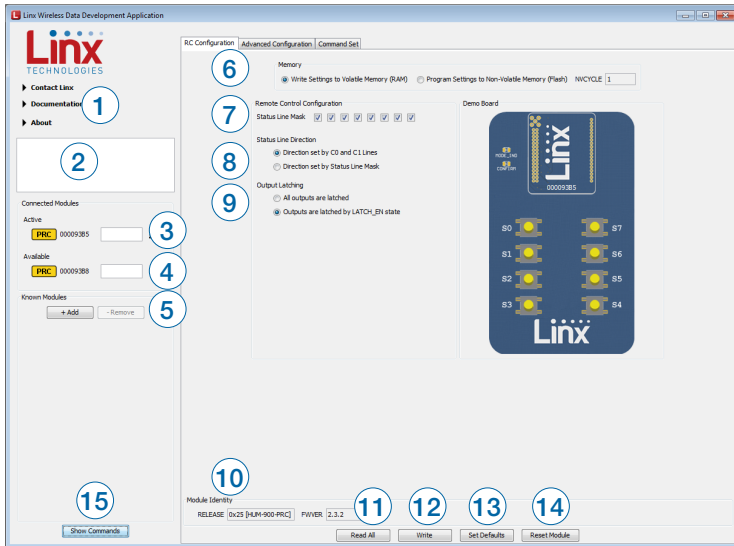 Linx Wireless Data Development Application
Linx
TECHNOLOGIES
Contact Linx
Documentation
About
1
2
Connected Modules
Active
PRC 000093B5
3
Available
PRC 000093B8
4
Known Modules
+ Add - Remove
5
15
Show Commands
RC Configuration Advanced Configuration Command Set
6
Memory
Write Settings to Volatile Memory (RAM) Program Settings to Non-Volatile Memory (Flash) NVCYCLE 1
7
Remote Control Configuration
Status Line Mask
8
Status Line Direction
Direction set by C0 and C1 Lines
Direction set by Status Line Mask
9
Output Latching
All outputs are latched
Outputs are latched by LATCH_EN state
Demo Board
Linx
MODE_IND
CONFIRM
000093B5
S0 S7
S1 S6
S2 S5
S3 S4
Linx
10
Module Identity
RELEASE 0x25 [HUM-900-PRC] FWVER 2.3.2
11 12 13 14
Read All Write Set Defaults Reset Module